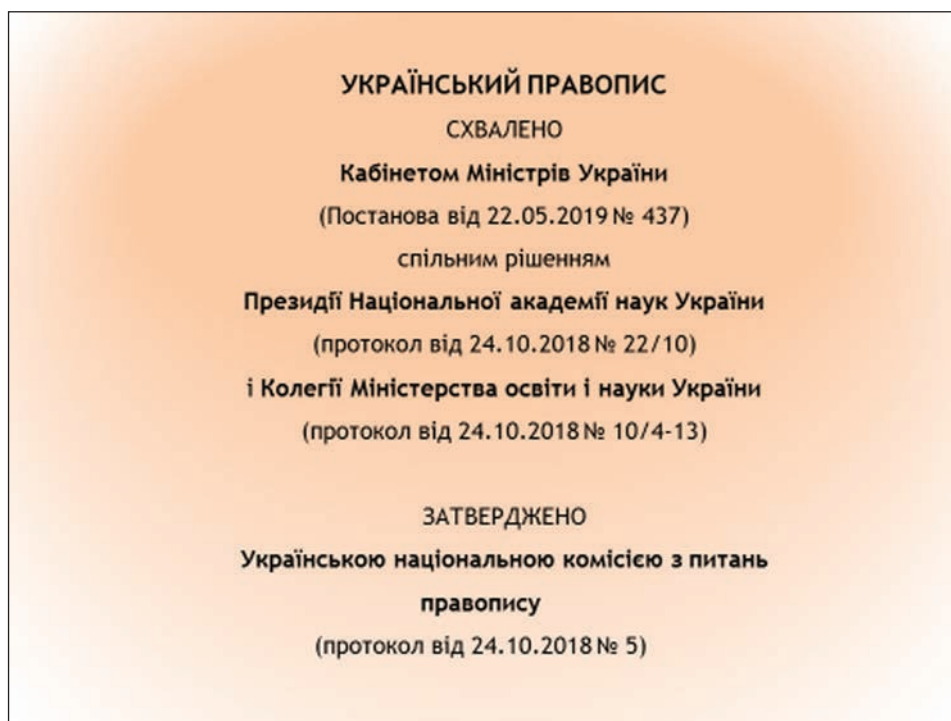 УКРАЇНСЬКИЙ ПРАВОПИС
СХВАЛЕНО
Кабінетом Міністрів України
(Постанова від 22.05.2019 № 437)
спільним рішенням
Президії Національної академії наук України
(протокол від 24.10.2018 № 22/10)
і Колегії Міністерства освіти і науки України
(протокол від 24.10.2018 № 10/4-13)
ЗАТВЕРДЖЕНО
Українською національною комісією з питань
правопису
(протокол від 24.10.2018 № 5)